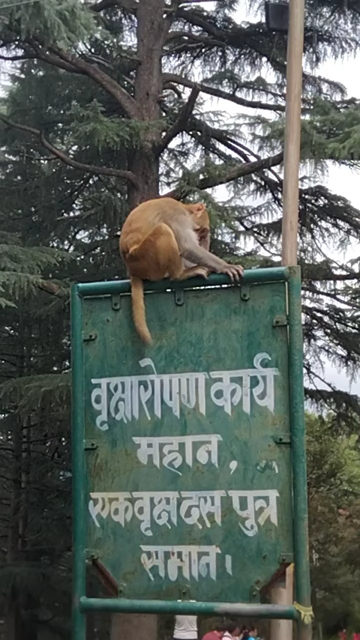 वृक्षारोपण कार्य
महान,
एकवृक्ष दस पुत्र
समान।